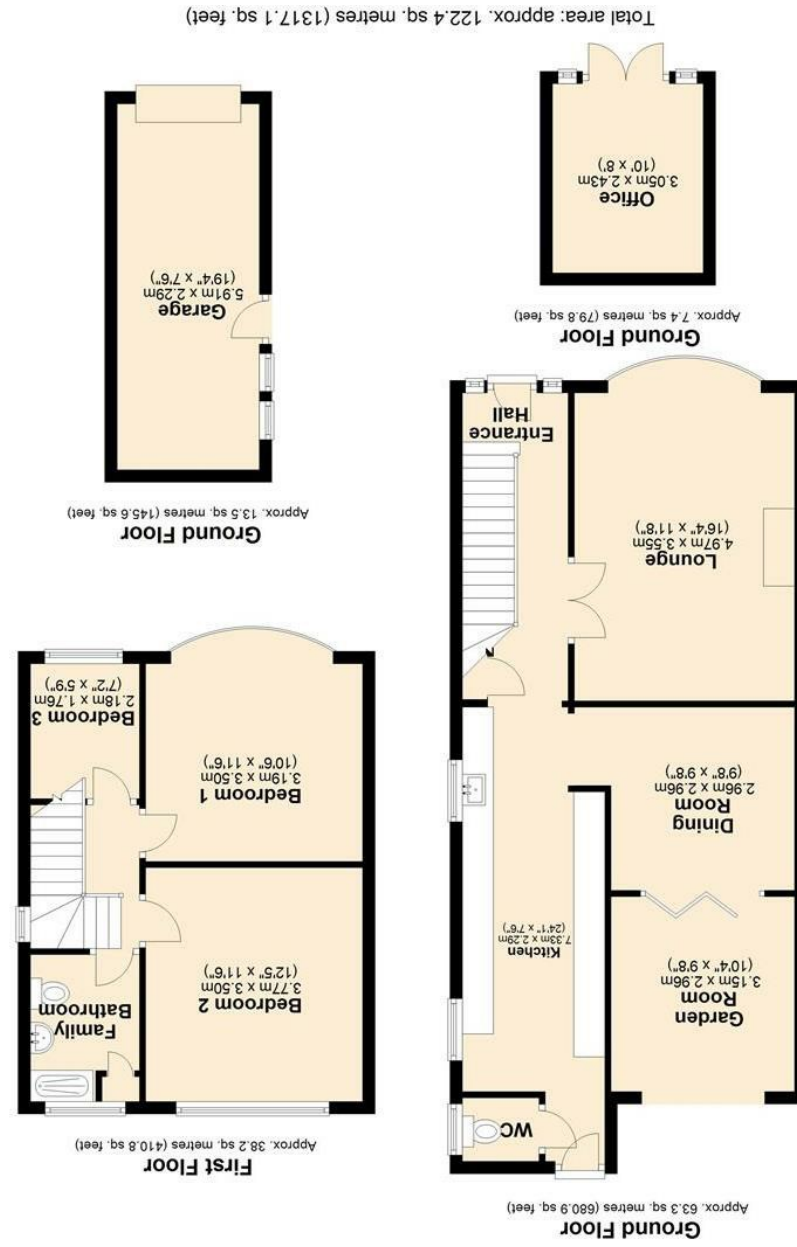 Ground Floor
Approx. 63.3 sq. metres (680.9 sq. feet)
WC
Garden
Room
3.15m x 2.96m
(10'4" x 9'8")
Kitchen
7.33m x 2.29m
(24'1" x 7'6")
Dining
Room
2.96m x 2.96m
(9'8" x 9'8")
Lounge
4.97m x 3.55m
(16'4" x 11'8")
Entrance
Hall
First Floor
Approx. 38.2 sq. metres (410.8 sq. feet)
Bedroom 2
3.77m x 3.50m
(12'5" x 11'6")
Family
Bathroom
Bedroom 1
3.19m x 3.50m
(10'6" x 11'6")
Bedroom 3
2.18m x 1.76m
(7'2" x 5'9")
Ground Floor
Approx. 7.4 sq. metres (79.8 sq. feet)
Office
3.05m x 2.43m
(10' x 8')
Ground Floor
Approx. 13.5 sq. metres (145.6 sq. feet)
Garage
5.91m x 2.29m
(19'4" x 7'6")
Total area: approx. 122.4 sq. metres (1317.1 sq. feet)